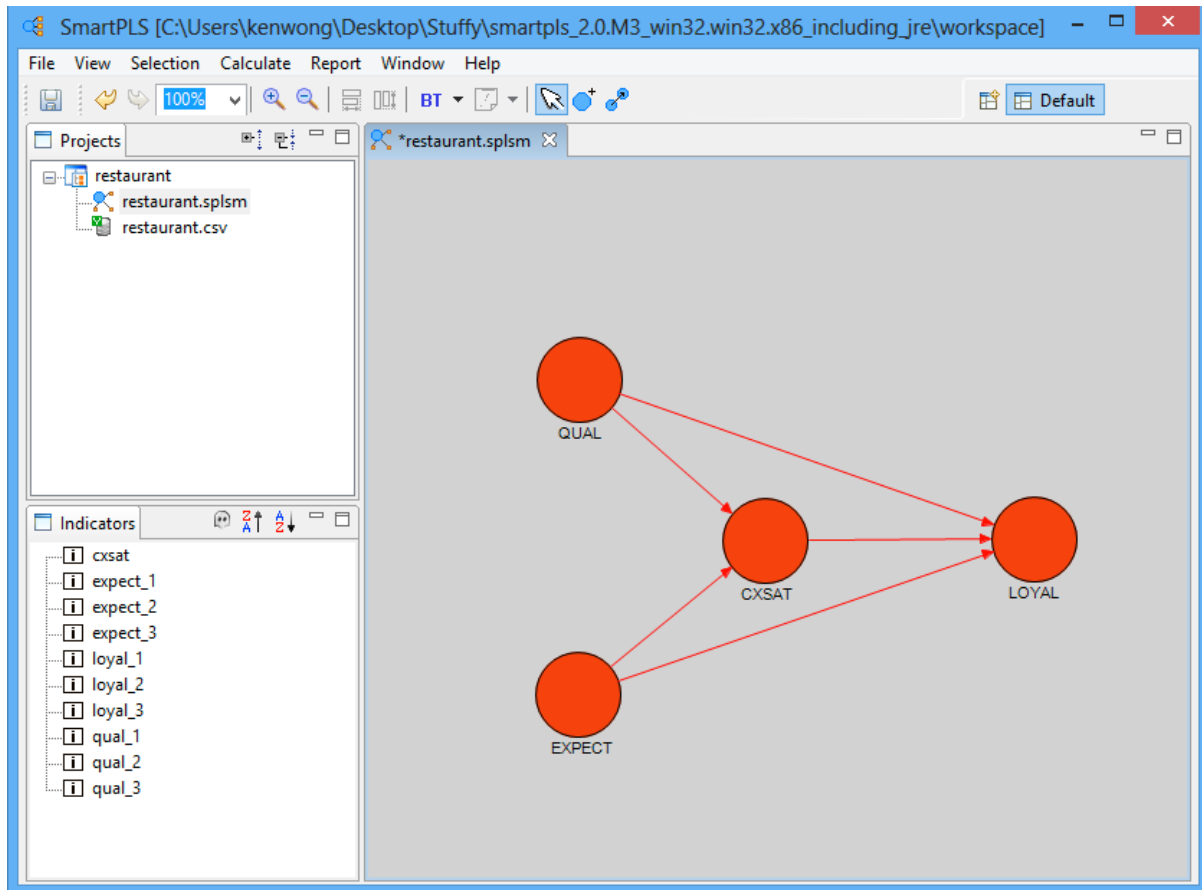 SmartPLS [C:\Users\kenwong\Desktop\Stuffy\smartpls_2.0.M3_win32.win32.x86_including_jre\workspace]
File View Selection Calculate Report Window Help
100% BT Default
Projects
restaurant
restaurant.splsm
restaurant.csv
*restaurant.splsm
QUAL
CXSAT
LOYAL
EXPECT
Indicators
cxsat
expect_1
expect_2
expect_3
loyal_1
loyal_2
loyal_3
qual_1
qual_2
qual_3